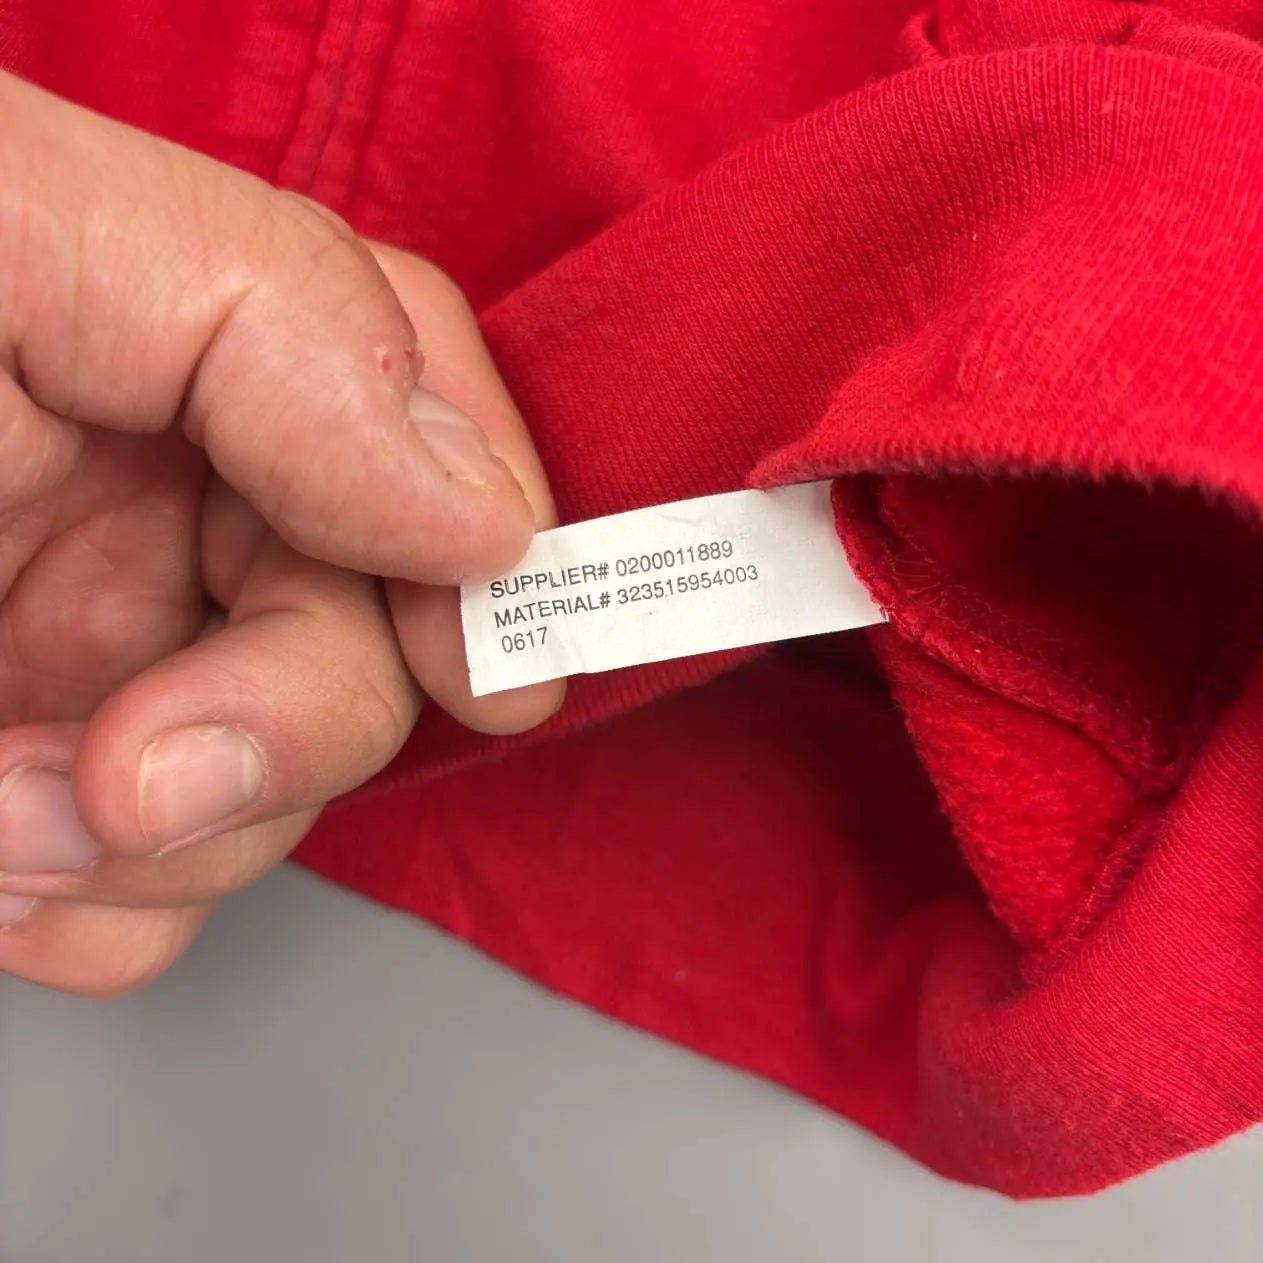 SUPPLIER# 0200011889
MATERIAL# 323515954003
0617